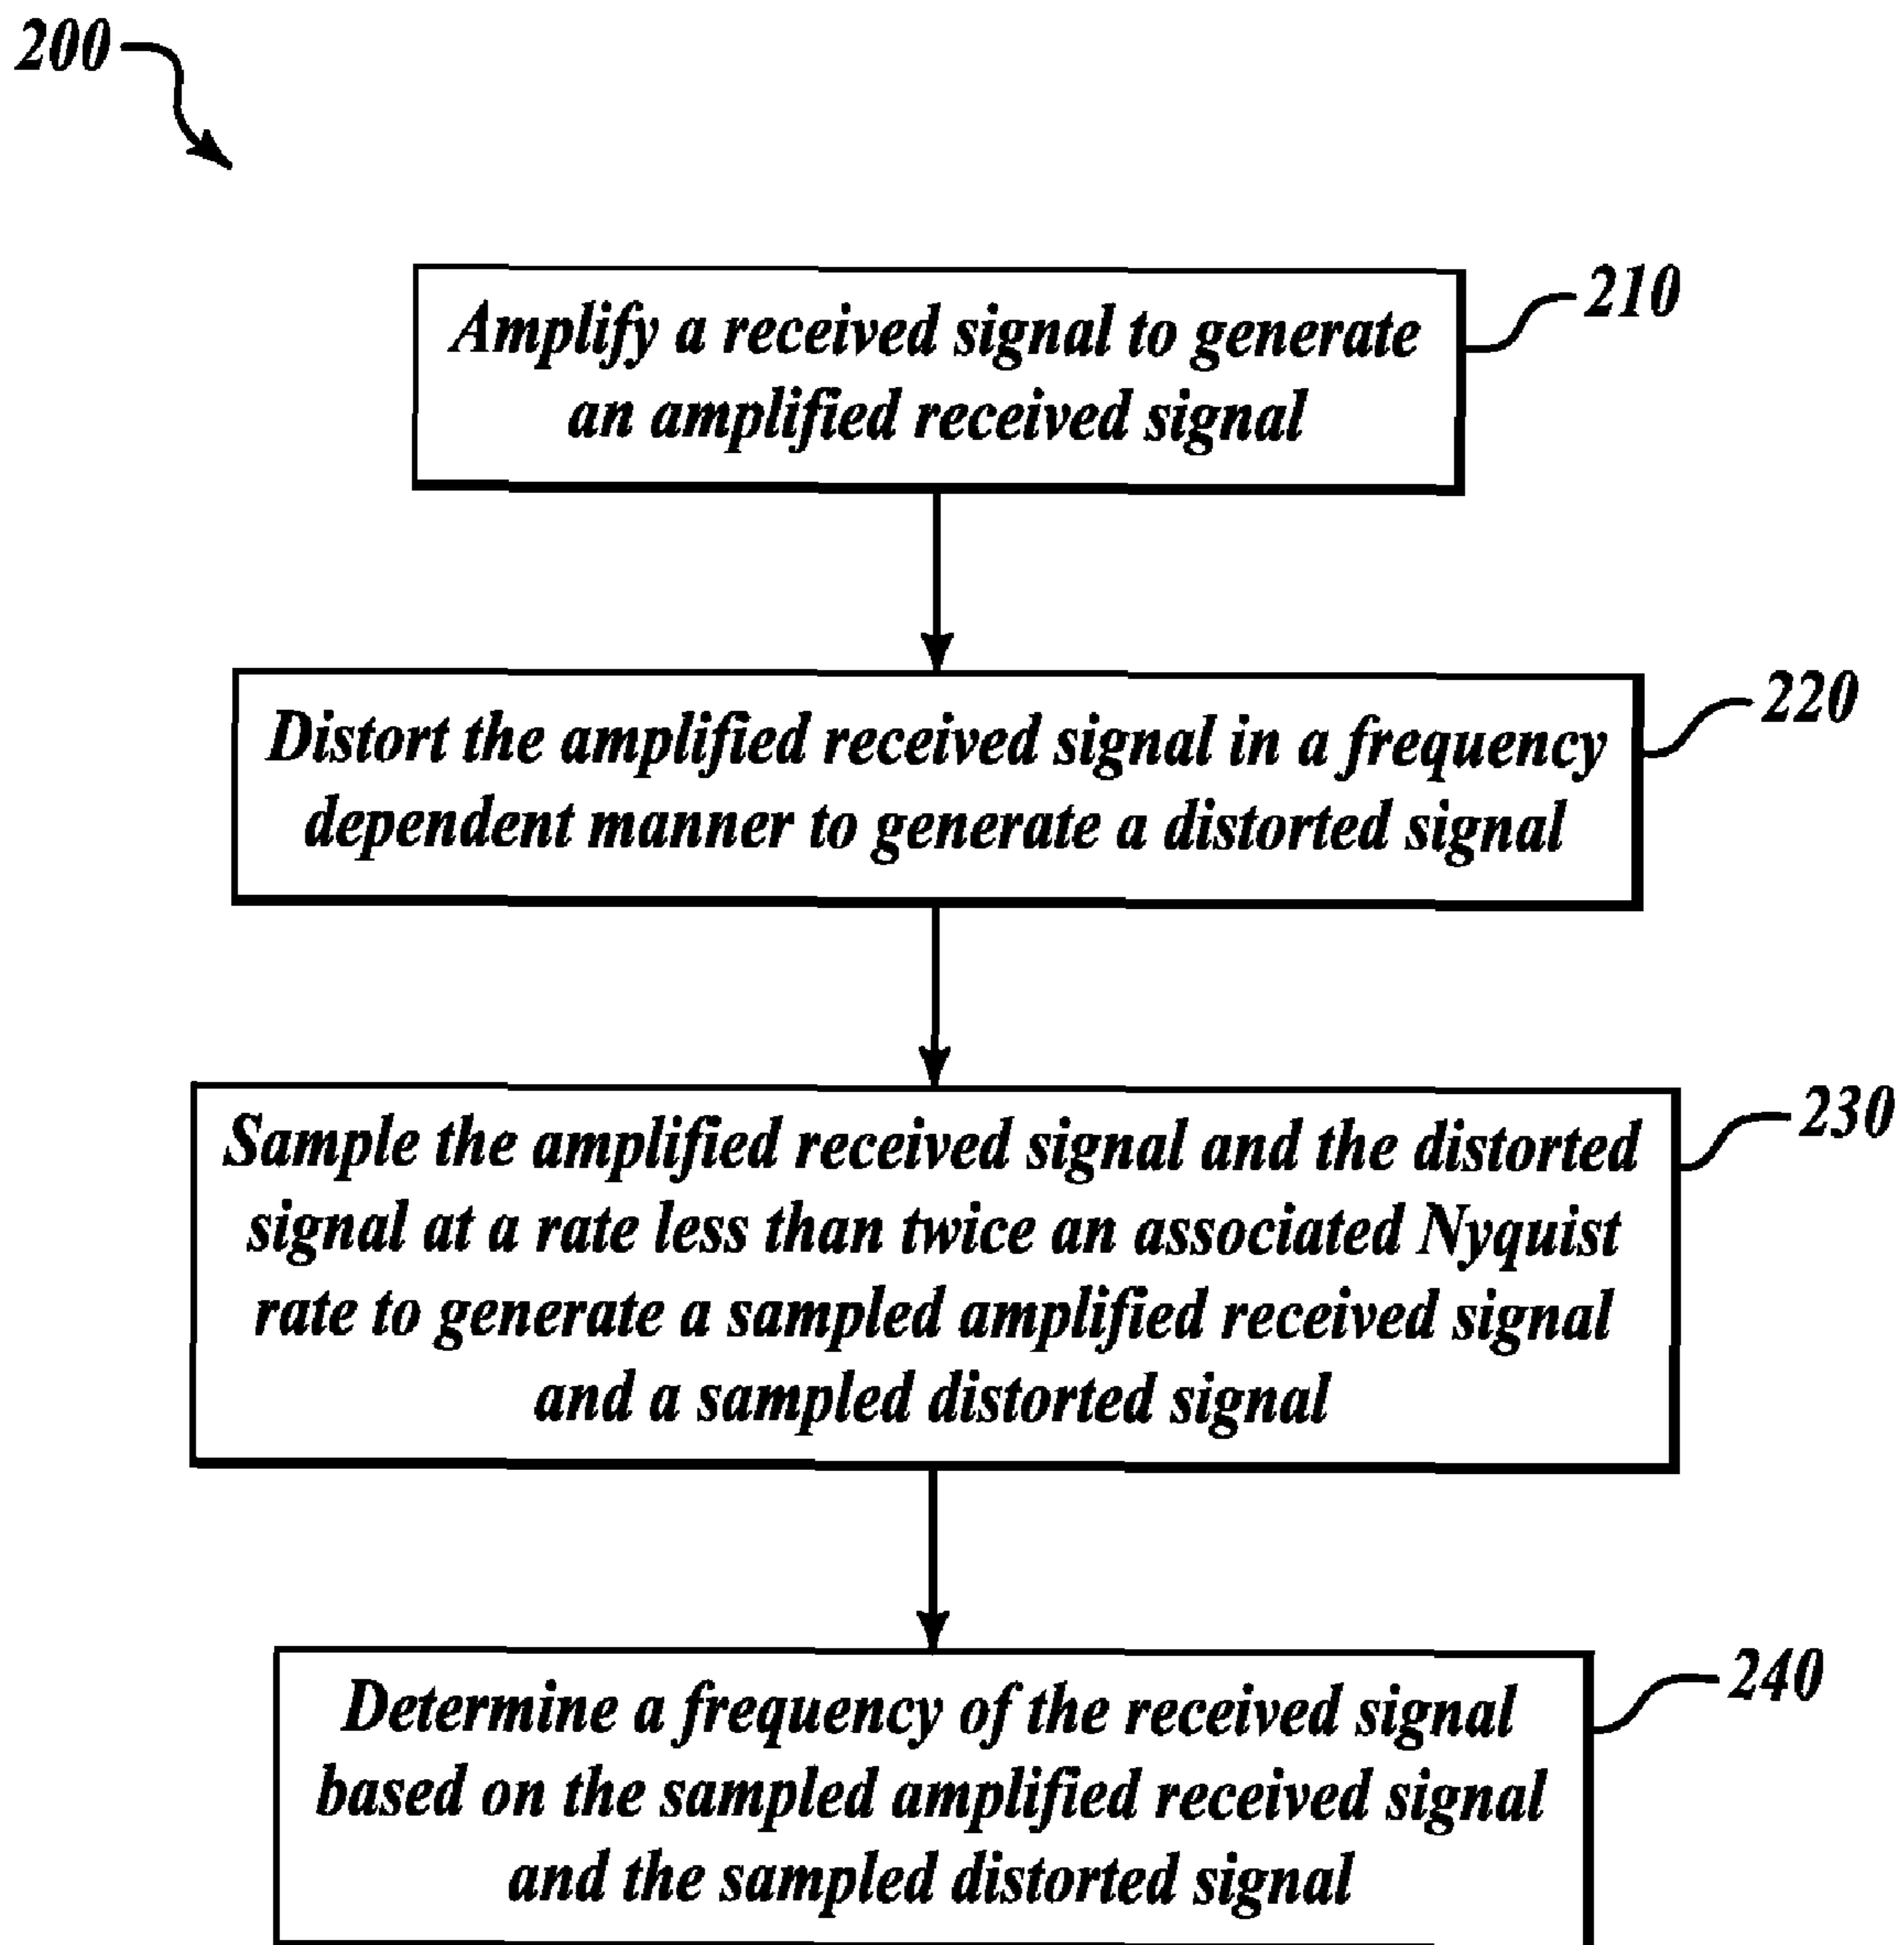 200
210
Amplify a received signal to generate
an amplified received signal
220
Distort the amplified received signal in a frequency
dependent manner to generate a distorted signal
230
Sample the amplified received signal and the distorted
signal at a rate less than twice an associated Nyquist
rate to generate a sampled amplified received signal
and a sampled distorted signal
240
Determine a frequency of the received signal
based on the sampled amplified received signal
and the sampled distorted signal